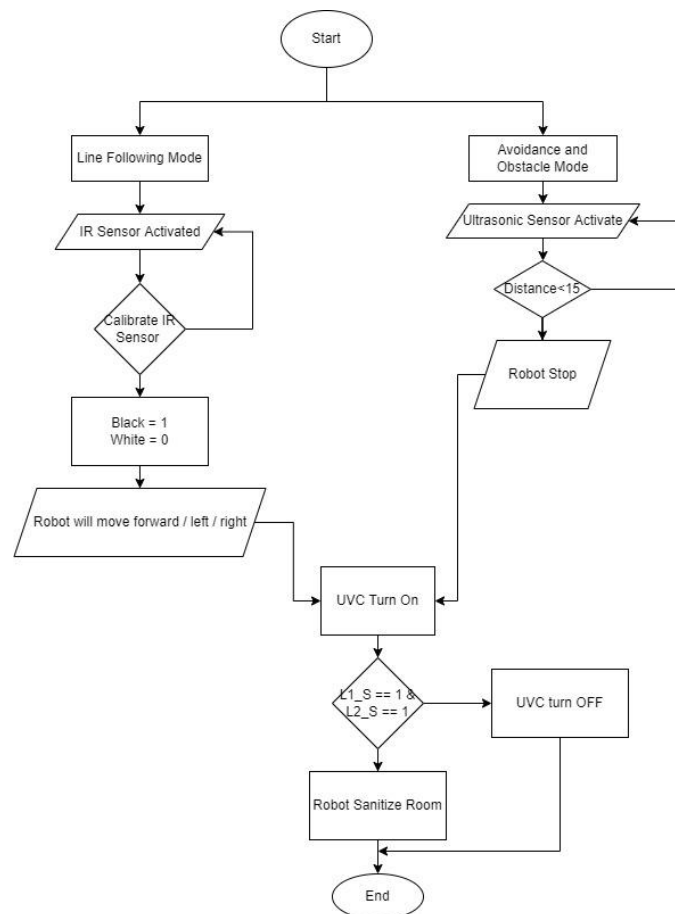 Start
Line Following Mode
Avoidance and
Obstacle Mode
IR Sensor Activated
Ultrasonic Sensor Activate
Calibrate IR
Sensor
Distance<15
Black = 1
White = 0
Robot Stop
Robot will move forward / left / right
UVC Turn On
L1_S == 1 &
L2_S == 1
UVC turn OFF
Robot Sanitize Room
End